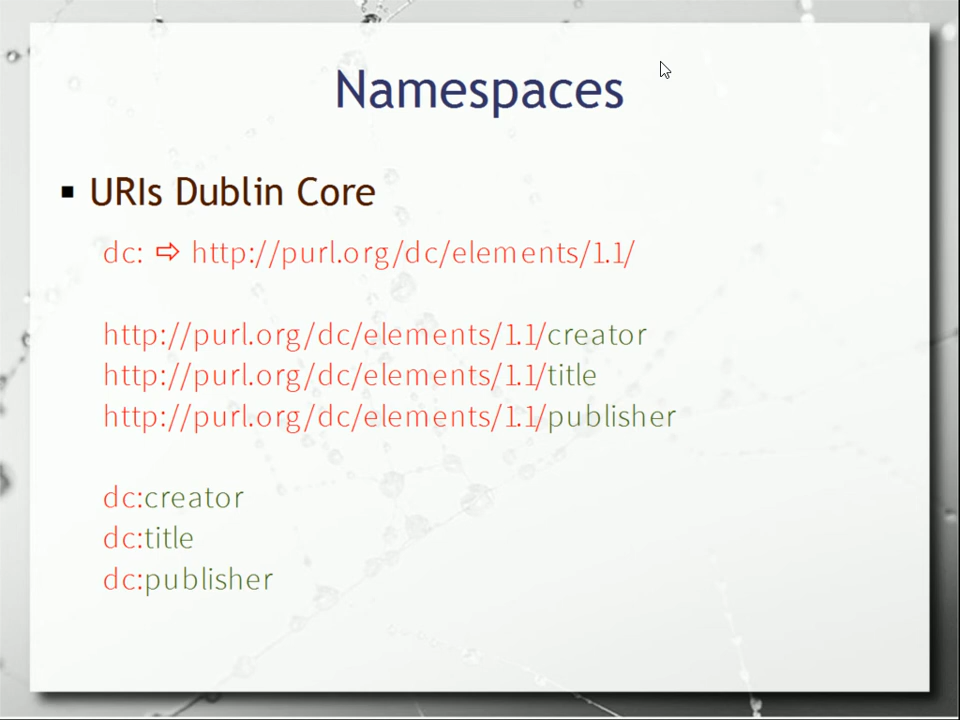 Namespaces
▪ URIs Dublin Core
dc: ⇨ http://purl.org/dc/elements/1.1/
http://purl.org/dc/elements/1.1/creator
http://purl.org/dc/elements/1.1/title
http://purl.org/dc/elements/1.1/publisher
dc:creator
dc:title
dc:publisher